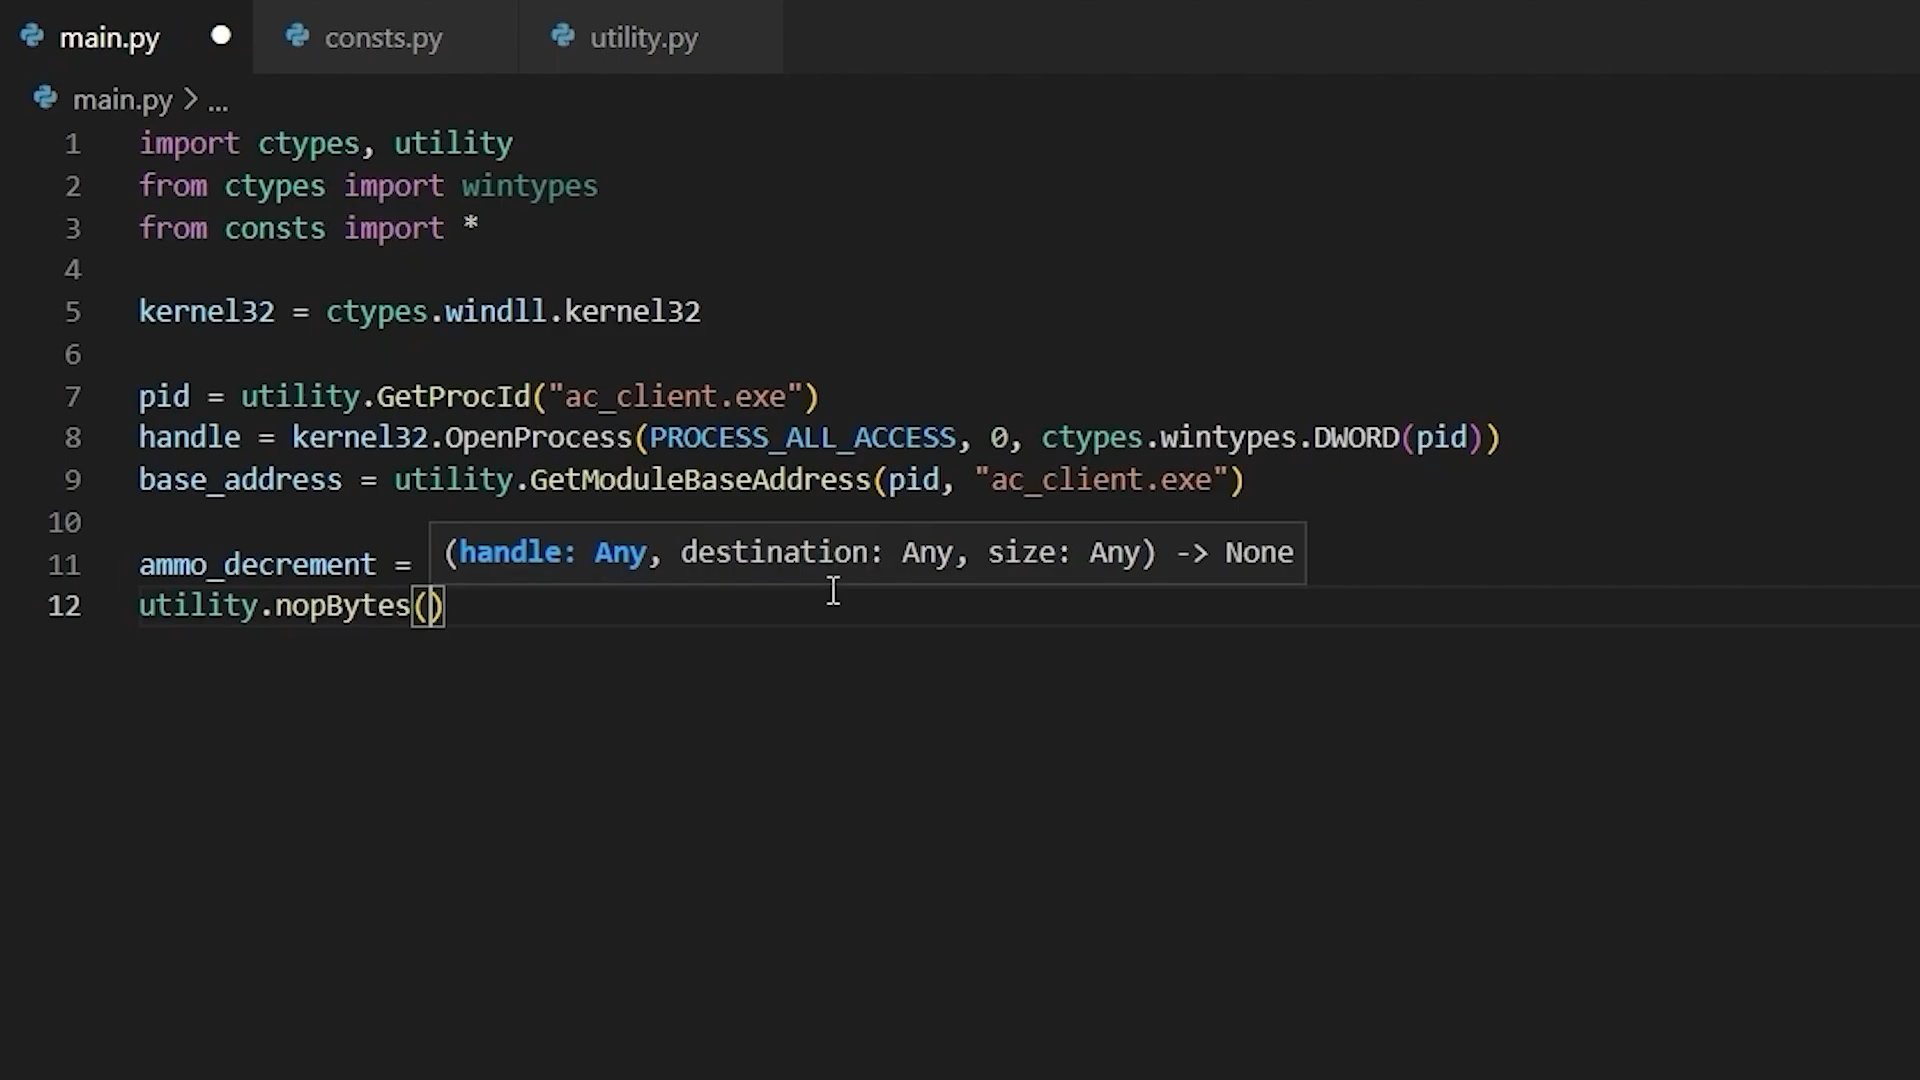 main.py
consts.py
utility.py
main.py > ...
1 import ctypes, utility
2 from ctypes import wintypes
3 from consts import *
4
5 kernel32 = ctypes.windll.kernel32
6
7 pid = utility.GetProcId("ac_client.exe")
8 handle = kernel32.OpenProcess(PROCESS_ALL_ACCESS, 0, ctypes.wintypes.DWORD(pid))
9 base_address = utility.GetModuleBaseAddress(pid, "ac_client.exe")
10
(handle: Any, destination: Any, size: Any) -> None
11 ammo_decrement =
12 utility.nopBytes()